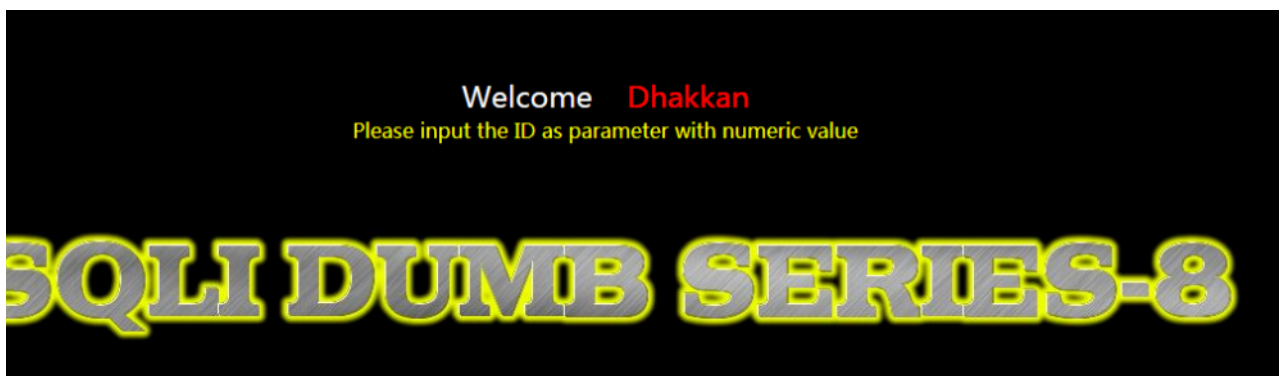 Welcome Dhakkan
Please input the ID as parameter with numeric value
SQLI DUMB SERIES-8